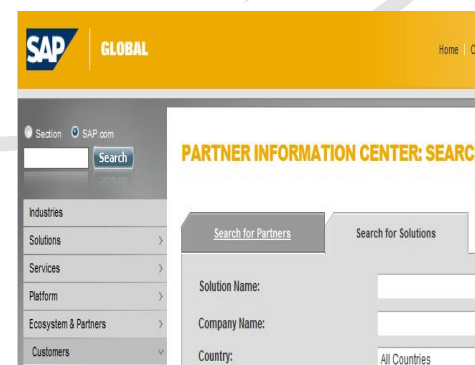 SAP GLOBAL
Home
Section SAP.com
Search
PARTNER INFORMATION CENTER: SEARC
Industries
Solutions
Services
Platform
Ecosystem & Partners
Customers
Search for Partners
Search for Solutions
Solution Name:
Company Name:
Country:
All Countries